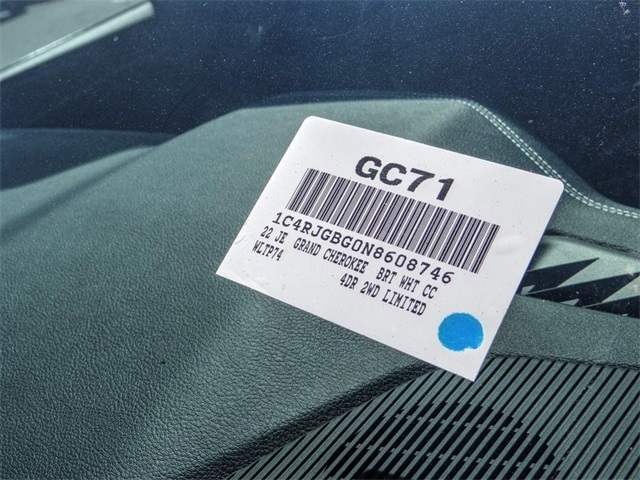 GC71
1C4RJGBG0N8608746
22 JE GRAND CHEROKEE BRT WHT CC
WLTP74 4DR 2WD LIMITED